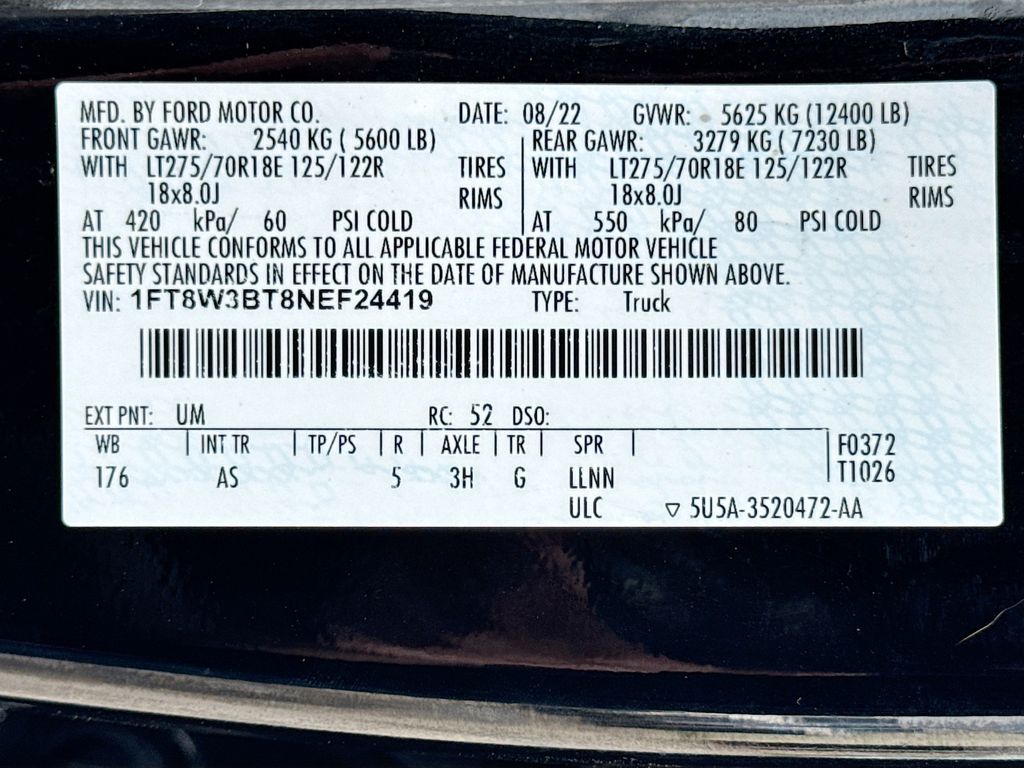 MFD. BY FORD MOTOR CO. DATE: 08/22 GVWR: 5625 KG (12400 LB)
FRONT GAWR: 2540 KG ( 5600 LB) REAR GAWR: 3279 KG ( 7230 LB)
WITH LT275/70R18E 125/122R TIRES WITH LT275/70R18E 125/122R TIRES
18x8.0J RIMS 18x8.0J RIMS
AT 420 kPa/ 60 PSI COLD AT 550 kPa/ 80 PSI COLD
THIS VEHICLE CONFORMS TO ALL APPLICABLE FEDERAL MOTOR VEHICLE
SAFETY STANDARDS IN EFFECT ON THE DATE OF MANUFACTURE SHOWN ABOVE.
VIN: 1FT8W3BT8NEF24419 TYPE: Truck
EXT PNT: UM RC: 52 DSO:
WB INT TR TP/PS R AXLE TR SPR F0372
176 AS 5 3H G LLNN T1026
ULC ▽ 5U5A-3520472-AA